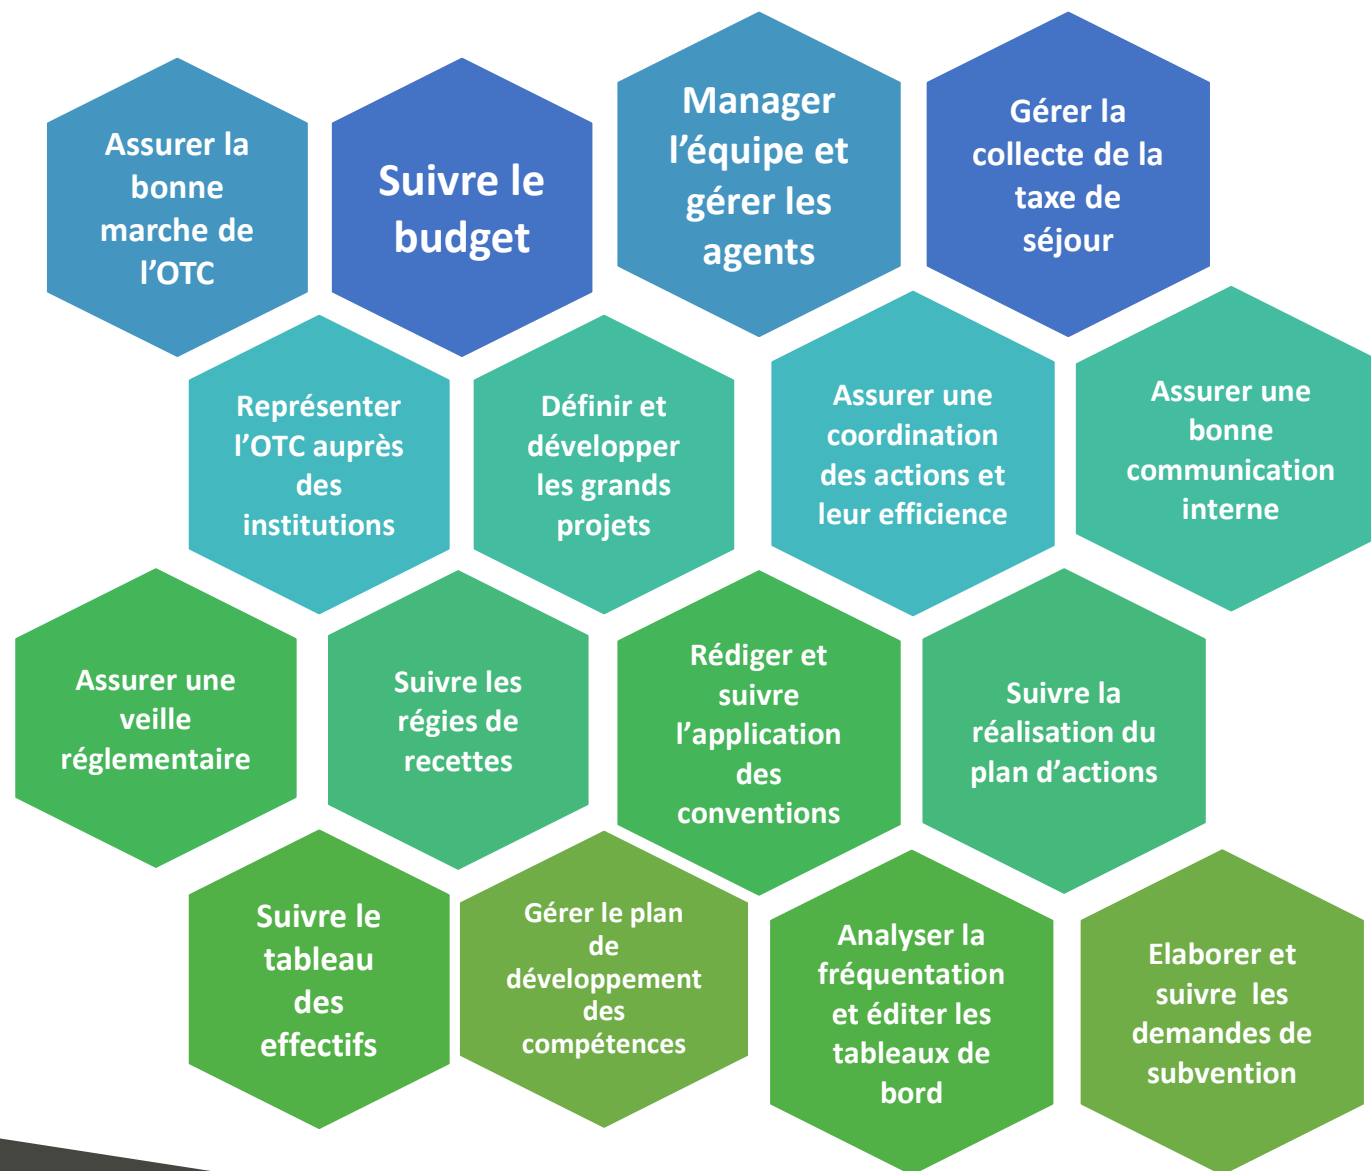 Assurer la
bonne
marche de
l'OTC
Suivre le
budget
Manager
l'équipe et
gérer les
agents
Gérer la
collecte de la
taxe de
séjour
Représenter
l'OTC auprès
des
institutions
Définir et
développer
les grands
projets
Assurer une
coordination
des actions et
leur efficience
Assurer une
bonne
communication
interne
Assurer une
veille
réglementaire
Suivre les
régies de
recettes
Rédiger et
suivre
l'application
des
conventions
Suivre la
réalisation du
plan d'actions
Suivre le
tableau
des
effectifs
Gérer le plan
de
développement
des
compétences
Analyser la
fréquentation
et éditer les
tableaux de
bord
Elaborer et
suivre  les
demandes de
subvention